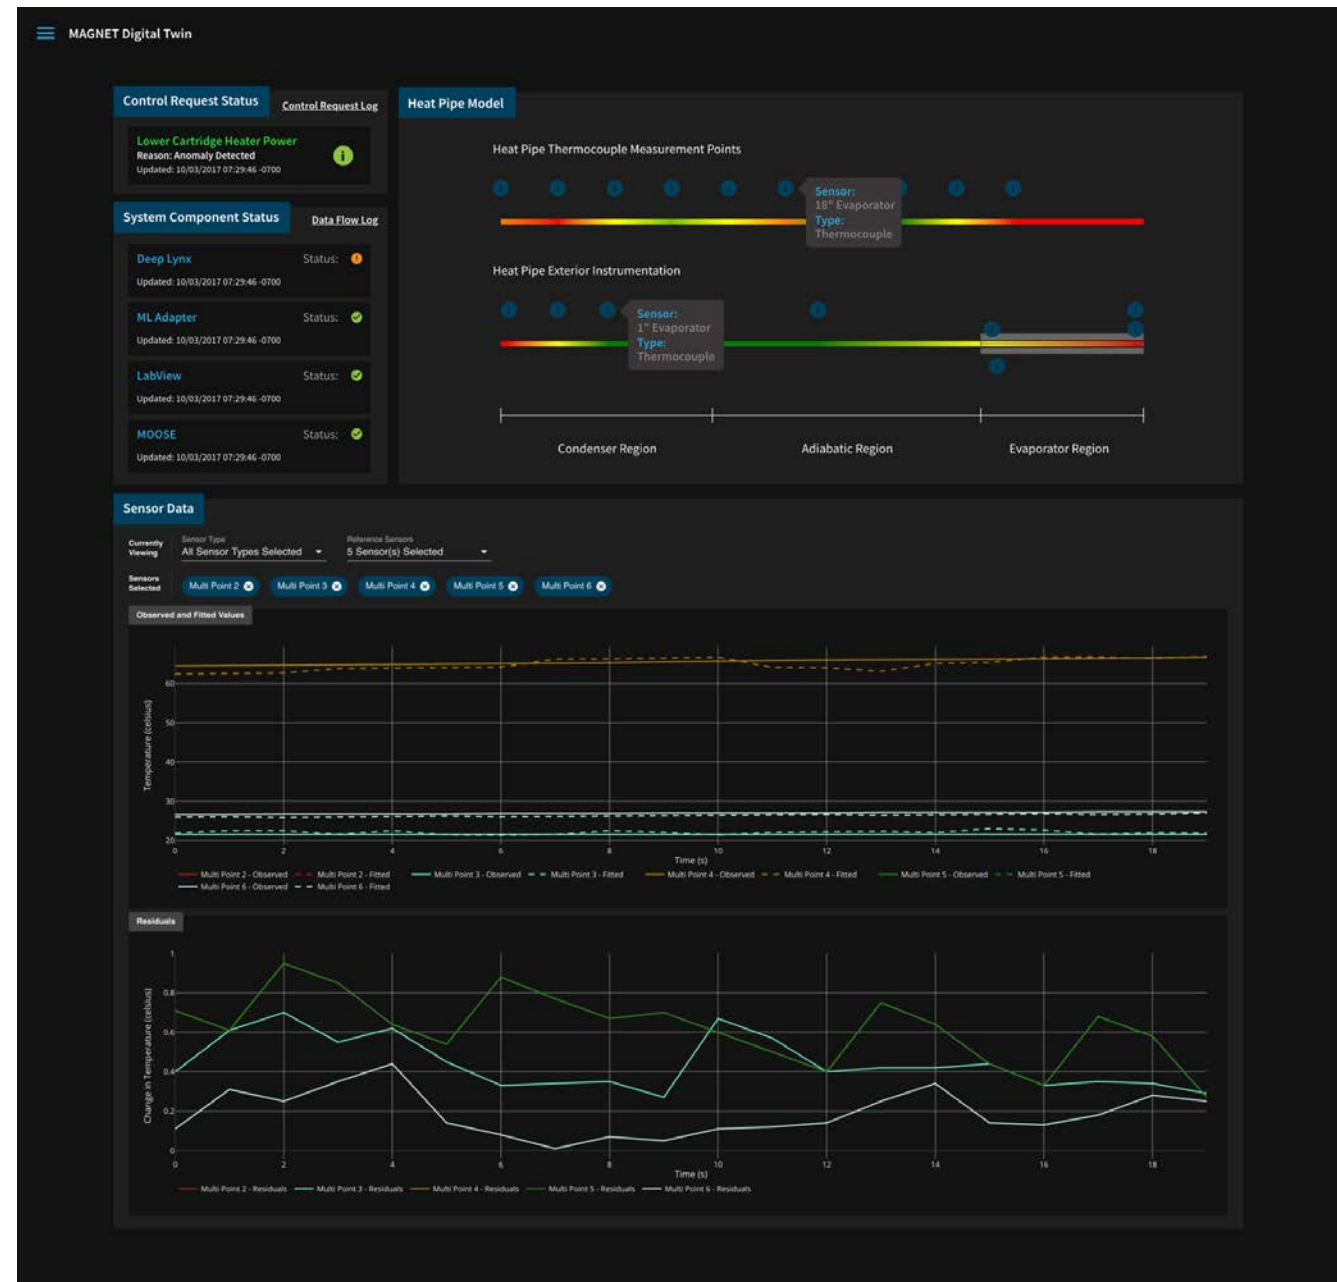 MAGNET Digital Twin
Control Request Status
Control Request Log
Lower Cartridge Heater Power
Reason: Anomaly Detected
Updated: 10/03/2017 07:29:46 -0700
System Component Status
Data Flow Log
Deep Lynx
Status:
Updated: 10/03/2017 07:29:46 -0700
ML Adapter
Status:
Updated: 10/03/2017 07:29:46 -0700
LabView
Status:
Updated: 10/03/2017 07:29:46 -0700
MOOSE
Status:
Updated: 10/03/2017 07:29:46 -0700
Heat Pipe Model
Heat Pipe Thermocouple Measurement Points
Sensor:
18" Evaporator
Type:
Thermocouple
Heat Pipe Exterior Instrumentation
Sensor:
1" Evaporator
Type:
Thermocouple
Condenser Region
Adiabatic Region
Evaporator Region
Sensor Data
Currently
Viewing
Sensor Type
All Sensor Types Selected
Reference Sensors
5 Sensor(s) Selected
Sensors
Selected
Multi Point 2
Multi Point 3
Multi Point 4
Multi Point 5
Multi Point 6
Observed and Fitted Values
Temperature (celsius)
60
50
40
30
20
0 2 4 6 8 10 12 14 16 18
Time (s)
Multi Point 2 - Observed Multi Point 2 - Fitted Multi Point 3 - Observed Multi Point 3 - Fitted Multi Point 4 - Observed Multi Point 4 - Fitted Multi Point 5 - Observed Multi Point 5 - Fitted
Multi Point 6 - Observed Multi Point 6 - Fitted
Residuals
Change in Temperature (celsius)
1
0.8
0.6
0.4
0.2
0
0 2 4 6 8 10 12 14 16 18
Time (s)
Multi Point 2 - Residuals Multi Point 3 - Residuals Multi Point 4 - Residuals Multi Point 5 - Residuals Multi Point 6 - Residuals